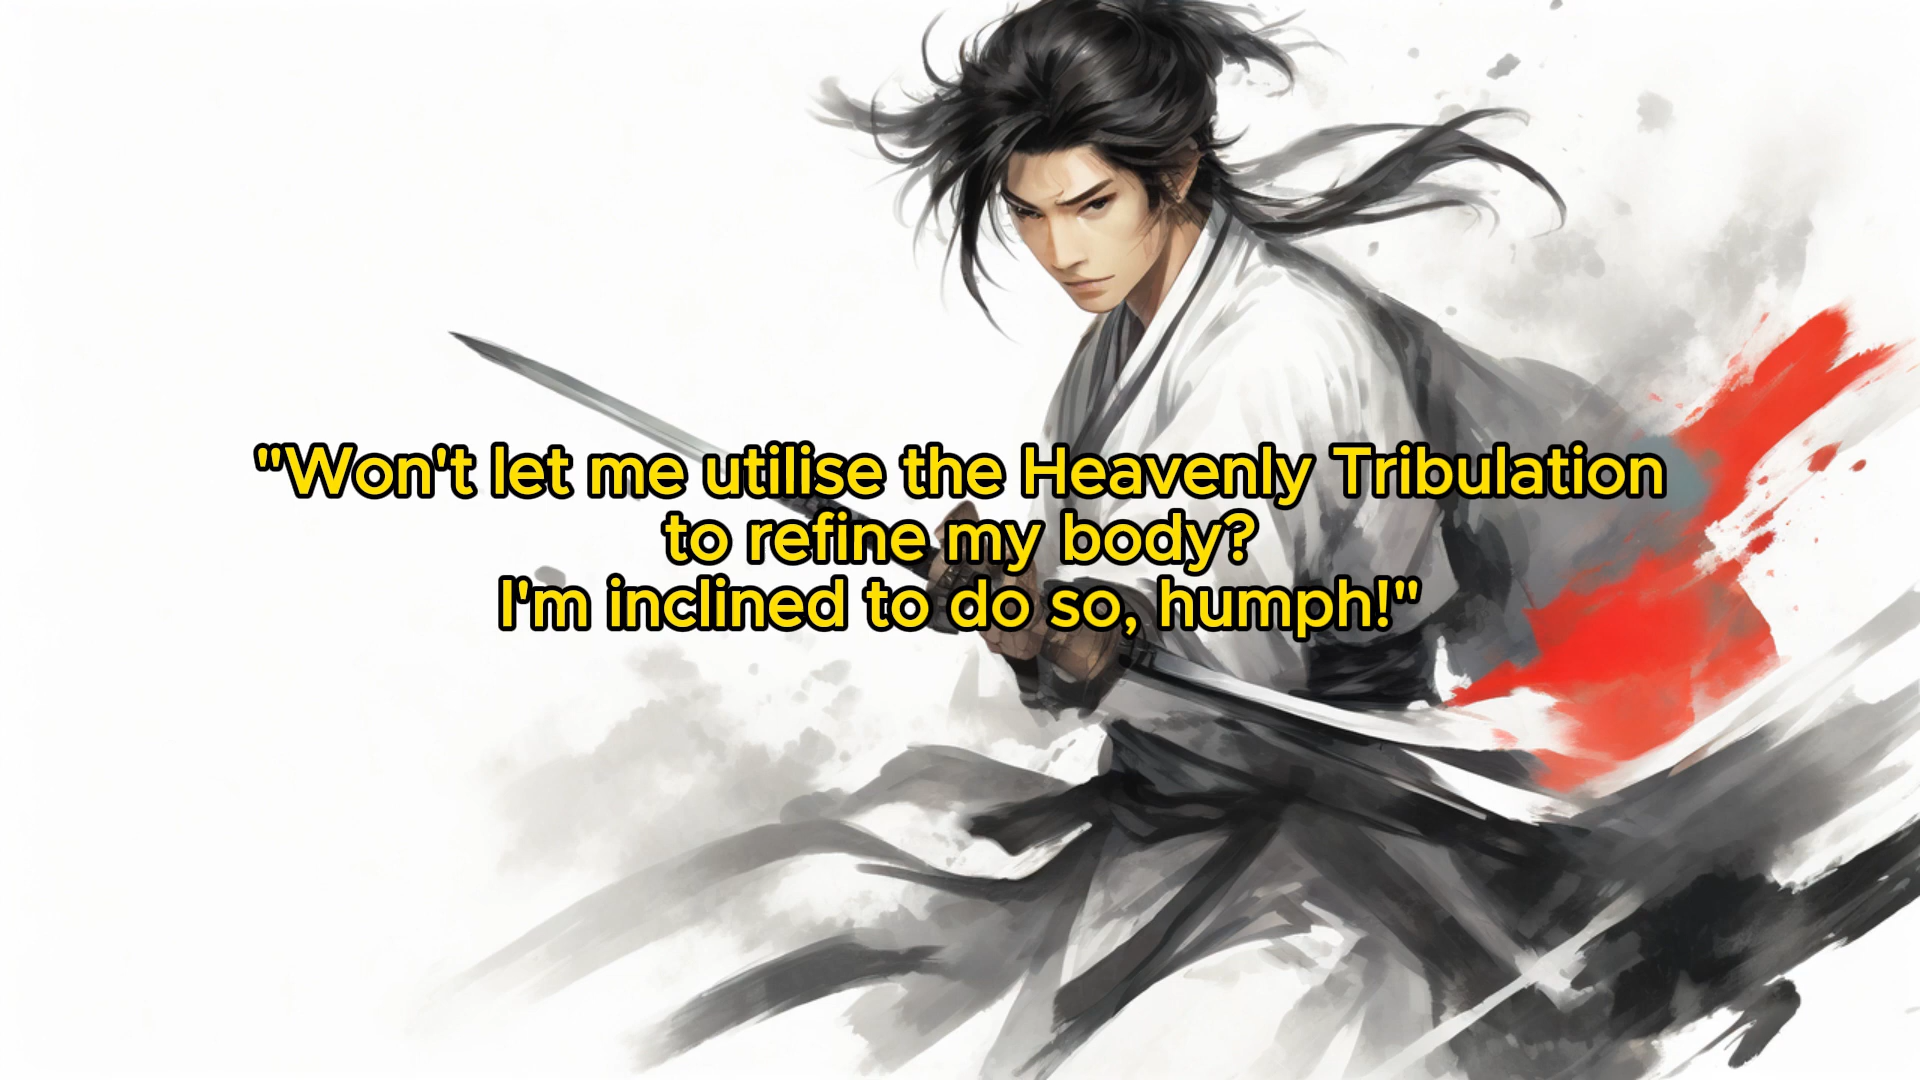 "Won't let me utilise the Heavenly Tribulation
to refine my body?
I'm inclined to do so, humph!"